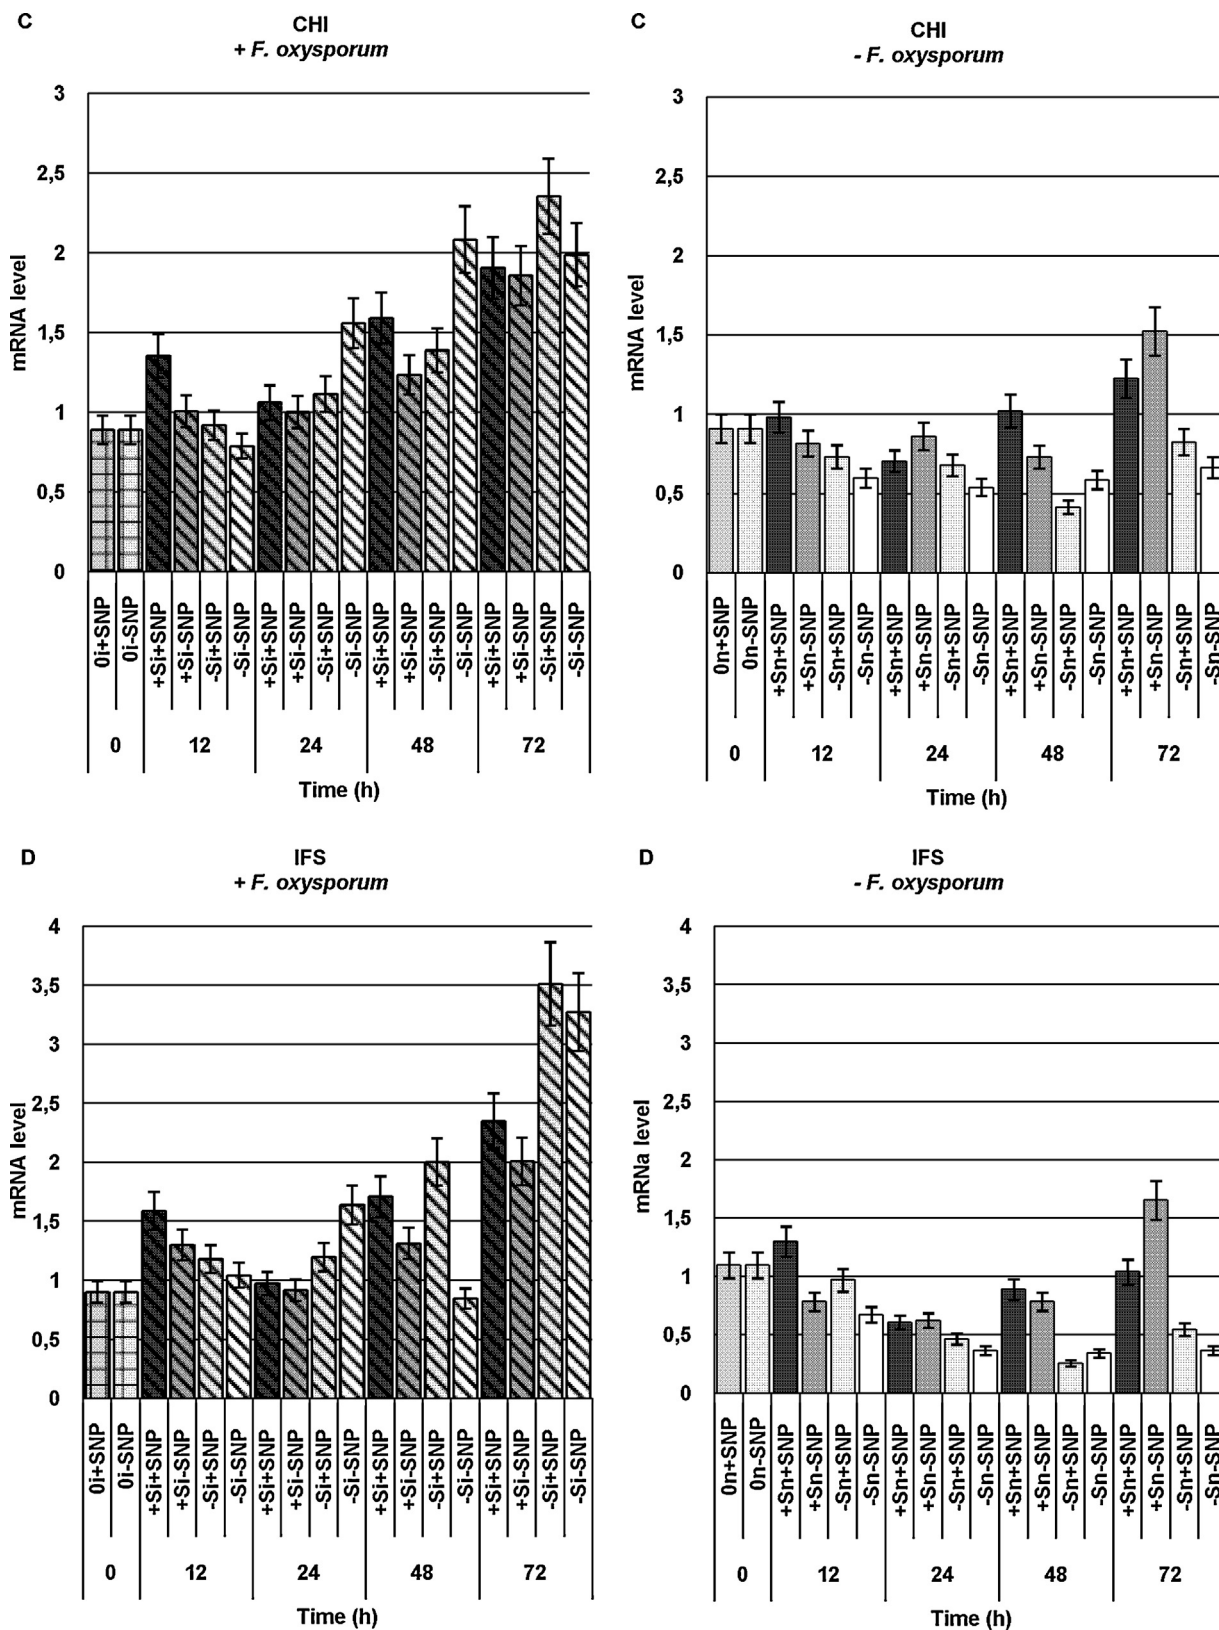 C
CHI
+ F. oxysporum
3
2,5
2
1,5
1
0,5
0
mRNA level
0i+SNP
0i-SNP
+Si+SNP
+Si-SNP
-Si+SNP
-Si-SNP
+Si+SNP
+Si-SNP
-Si+SNP
-Si-SNP
+Si+SNP
+Si-SNP
-Si+SNP
-Si-SNP
+Si+SNP
+Si-SNP
-Si+SNP
-Si-SNP
0 12 24 48 72
Time (h)
C
CHI
- F. oxysporum
3
2,5
2
1,5
1
0,5
0
mRNA level
0n+SNP
0n-SNP
+Sn+SNP
+Sn-SNP
-Sn+SNP
-Sn-SNP
+Sn+SNP
+Sn-SNP
-Sn+SNP
-Sn-SNP
+Sn+SNP
+Sn-SNP
-Sn+SNP
-Sn-SNP
+Sn+SNP
+Sn-SNP
-Sn+SNP
-Sn-SNP
0 12 24 48 72
Time (h)
D
IFS
+ F. oxysporum
4
3,5
3
2,5
2
1,5
1
0,5
0
mRNA level
0i+SNP
0i-SNP
+Si+SNP
+Si-SNP
-Si+SNP
-Si-SNP
+Si+SNP
+Si-SNP
-Si+SNP
-Si-SNP
+Si+SNP
+Si-SNP
-Si+SNP
-Si-SNP
+Si+SNP
+Si-SNP
-Si+SNP
-Si-SNP
0 12 24 48 72
Time (h)
D
IFS
- F. oxysporum
4
3,5
3
2,5
2
1,5
1
0,5
0
mRNa level
0n+SNP
0n-SNP
+Sn+SNP
+Sn-SNP
-Sn+SNP
-Sn-SNP
+Sn+SNP
+Sn-SNP
-Sn+SNP
-Sn-SNP
+Sn+SNP
+Sn-SNP
-Sn+SNP
-Sn-SNP
+Sn+SNP
+Sn-SNP
-Sn+SNP
-Sn-SNP
0 12 24 48 72
Time (h)